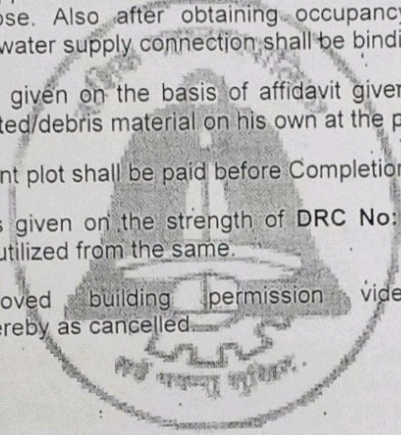 ose. Also after obtaining occupancy
water supply connection shall be bindi
given on the basis of affidavit given
ted/debris material on his own at the p
nt plot shall be paid before Completion
s given on the strength of DRC No:
utilized from the same.
oved building permission vide
ereby as cancelled.